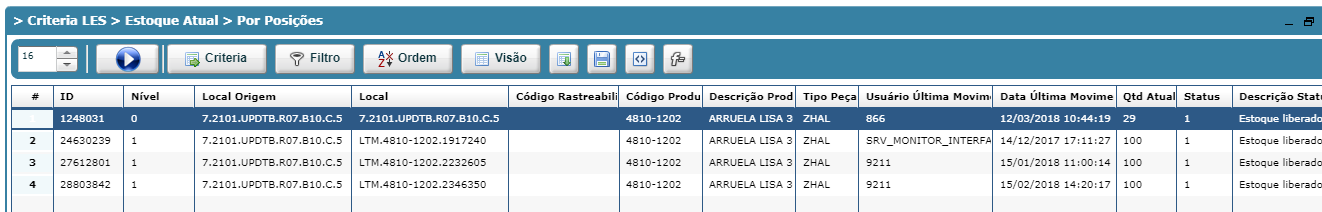 > Criteria LES > Estoque Atual > Por Posições
16 Criteria Filtro Ordem Visão
# ID Nível Local Origem Local Código Rastreabili Código Produ Descrição Prod Tipo Peça Usuário Última Movime Data Última Movime Qtd Atual Status Descrição Statu
1 1248031 0 7.2101.UPDTB.R07.B10.C.5 7.2101.UPDTB.R07.B10.C.5 4810-1202 ARRUELA LISA 3 ZHAL 866 12/03/2018 10:44:19 29 1 Estoque liberado
2 24630239 1 7.2101.UPDTB.R07.B10.C.5 LTM.4810-1202.1917240 4810-1202 ARRUELA LISA 3 ZHAL SRV_MONITOR_INTERFA 14/12/2017 17:11:27 100 1 Estoque liberado
3 27612801 1 7.2101.UPDTB.R07.B10.C.5 LTM.4810-1202.2232605 4810-1202 ARRUELA LISA 3 ZHAL 9211 15/01/2018 11:00:14 100 1 Estoque liberado
4 28803842 1 7.2101.UPDTB.R07.B10.C.5 LTM.4810-1202.2346350 4810-1202 ARRUELA LISA 3 ZHAL 9211 15/02/2018 14:20:17 100 1 Estoque liberado